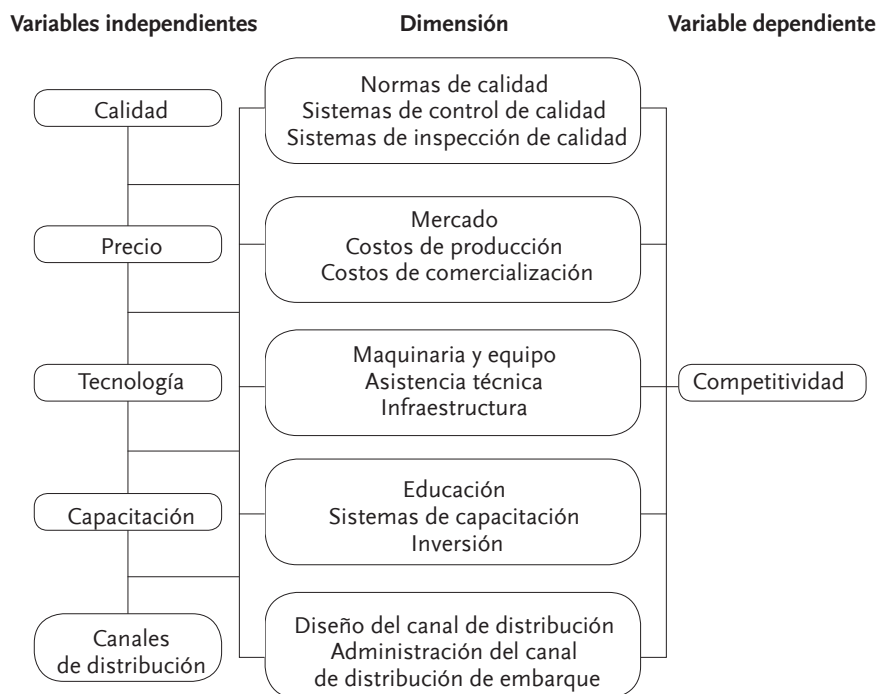 Variables independientes
Dimensión
Variable dependiente
Calidad
Normas de calidad
Sistemas de control de calidad
Sistemas de inspección de calidad
Precio
Mercado
Costos de producción
Costos de comercialización
Tecnología
Maquinaria y equipo
Asistencia técnica
Infraestructura
Competitividad
Capacitación
Educación
Sistemas de capacitación
Inversión
Canales
de distribución
Diseño del canal de distribución
Administración del canal
de distribución de embarque